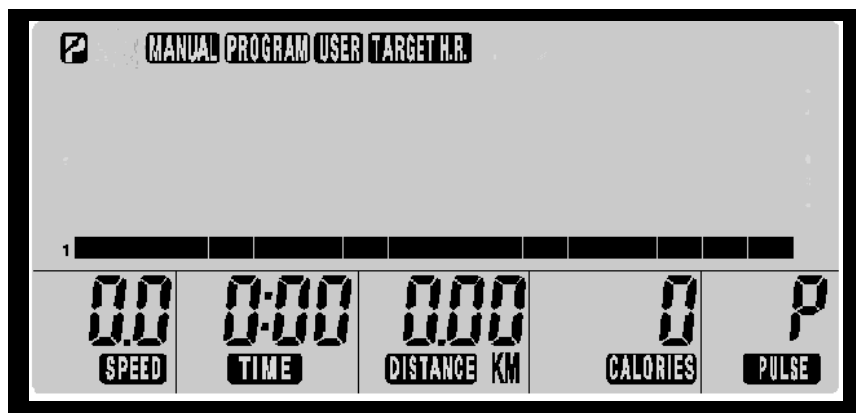 P MANUAL PROGRAM USER TARGET H.R.
1
0.0 0:00 0.00 0 P
SPEED TIME DISTANCE KM CALORIES PULSE